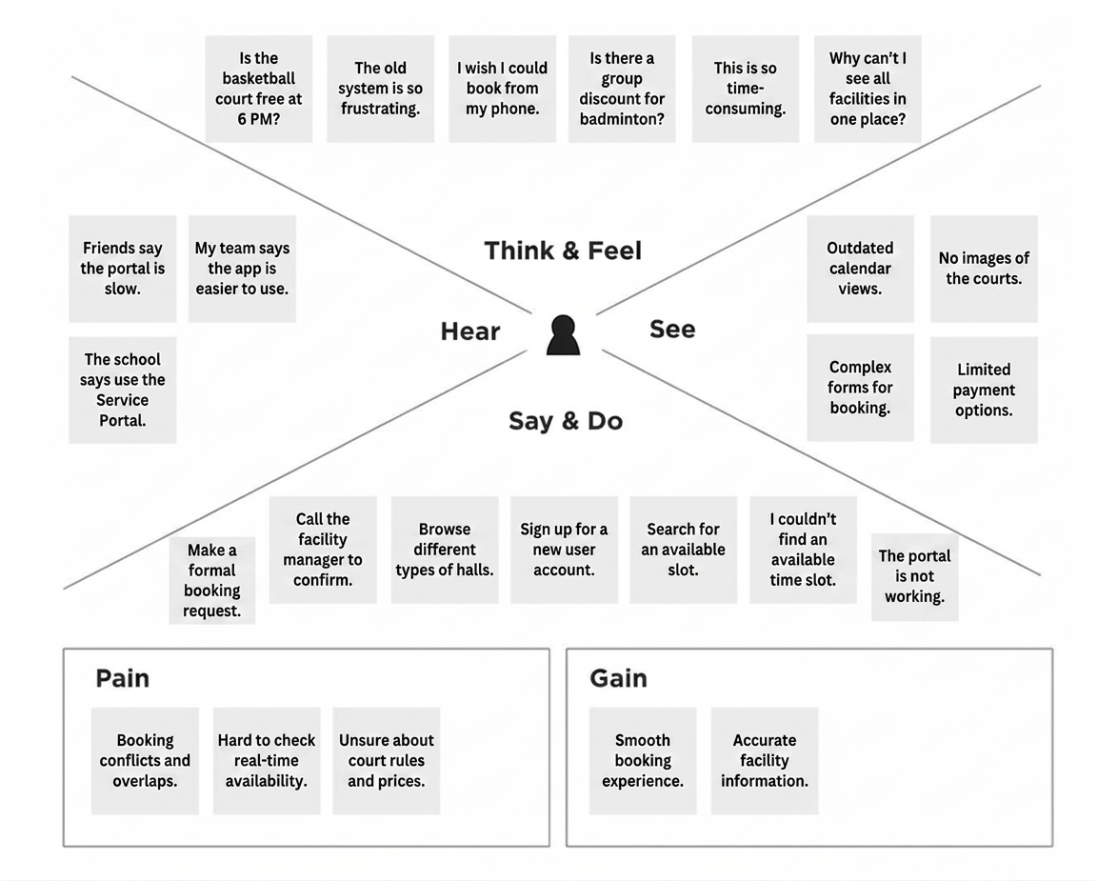 Is the
basketball
court free at
6 PM?
The old
system is so
frustrating.
I wish I could
book from
my phone.
Is there a
group
discount for
badminton?
This is so
time-
consuming.
Why can't I
see all
facilities in
one place?
Think & Feel
Friends say
the portal is
slow.
My team says
the app is
easier to use.
The school
says use the
Service
Portal.
Hear
See
Outdated
calendar
views.
No images of
the courts.
Complex
forms for
booking.
Limited
payment
options.
Say & Do
Make a
formal
booking
request.
Call the
facility
manager to
confirm.
Browse
different
types of halls.
Sign up for a
new user
account.
Search for
an available
slot.
I couldn't
find an
available
time slot.
The portal
is not
working.
Pain
Booking
conflicts and
overlaps.
Hard to check
real-time
availability.
Unsure about
court rules
and prices.
Gain
Smooth
booking
experience.
Accurate
facility
information.